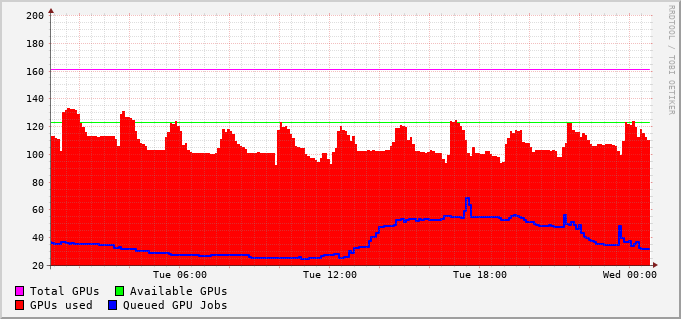 200
180
160
140
120
100
80
60
40
20
Tue 06:00 Tue 12:00 Tue 18:00 Wed 00:00
Total GPUs Available GPUs
GPUs used Queued GPU Jobs
RRDTOOL / TOBI OETIKER